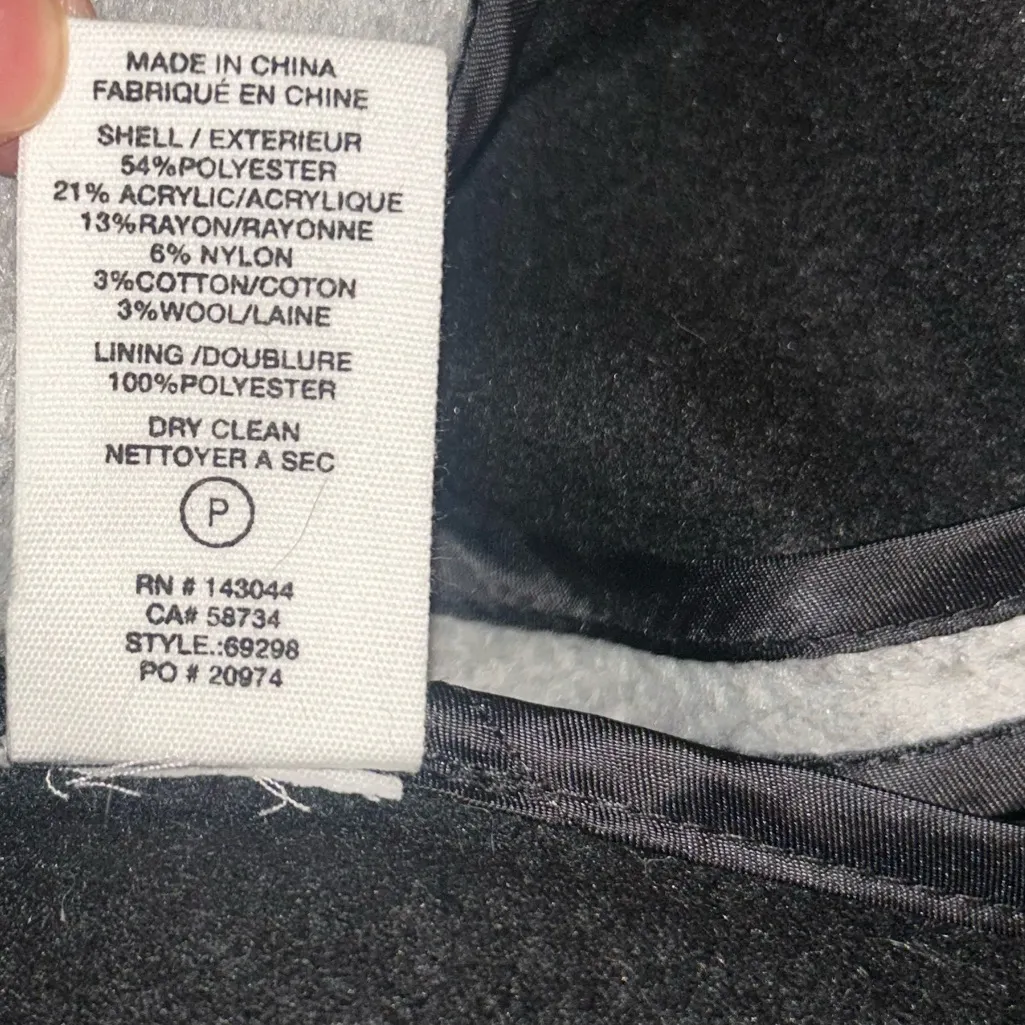 MADE IN CHINA
FABRIQUÉ EN CHINE
SHELL / EXTERIEUR
54%POLYESTER
21% ACRYLIC/ACRYLIQUE
13%RAYON/RAYONNE
6% NYLON
3%COTTON/COTON
3%WOOL/LAINE
LINING /DOUBLURE
100%POLYESTER
DRY CLEAN
NETTOYER A SEC
P
RN # 143044
CA# 58734
STYLE.:69298
PO # 20974